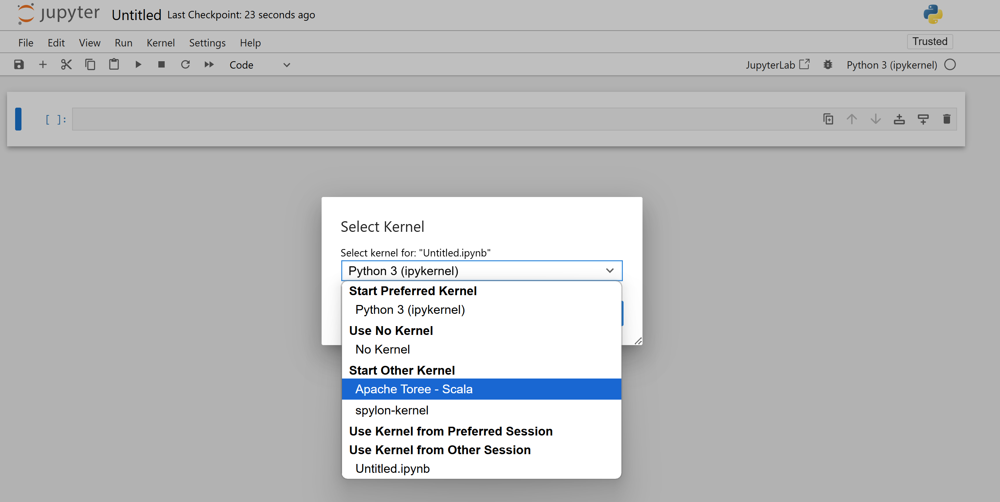 jupyter Untitled Last Checkpoint: 23 seconds ago
File Edit View Run Kernel Settings Help Trusted
Code JupyterLab Python 3 (ipykernel)
[ ]:
Select Kernel
Select kernel for: "Untitled.ipynb"
Python 3 (ipykernel)
Start Preferred Kernel
Python 3 (ipykernel)
Use No Kernel
No Kernel
Start Other Kernel
Apache Toree - Scala
spylon-kernel
Use Kernel from Preferred Session
Use Kernel from Other Session
Untitled.ipynb